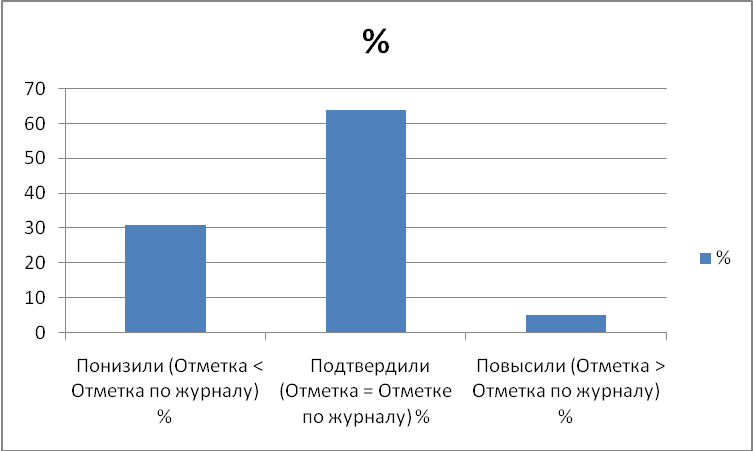 %
70
60
50
40
30
20
10
0
%
Понизили (Отметка <
Отметка по журналу)
%
Подтвердили
(Отметка = Отметке
по журналу) %
Повысили (Отметка >
Отметка по журналу)
%